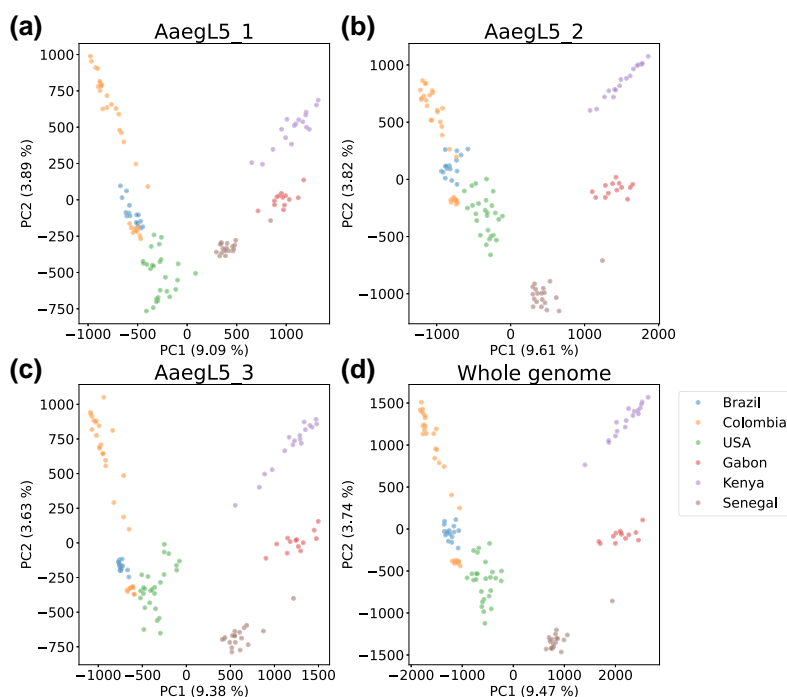 (a)
AaegL5_1
1000
750
500
250
0
−250
−500
−750
PC2 (3.89 %)
−1000
−500
0
500
1000
PC1 (9.09 %)
(b)
AaegL5_2
1000
500
0
−500
−1000
PC2 (3.82 %)
−1000
0
1000
2000
PC1 (9.61 %)
(c)
AaegL5_3
1000
750
500
250
0
−250
−500
−750
PC2 (3.63 %)
−1000
−500
0
500
1000
1500
PC1 (9.38 %)
(d)
Whole genome
1500
1000
500
0
−500
−1000
−1500
PC2 (3.74 %)
−2000
−1000
0
1000
2000
PC1 (9.47 %)
Brazil
Colombia
USA
Gabon
Kenya
Senegal